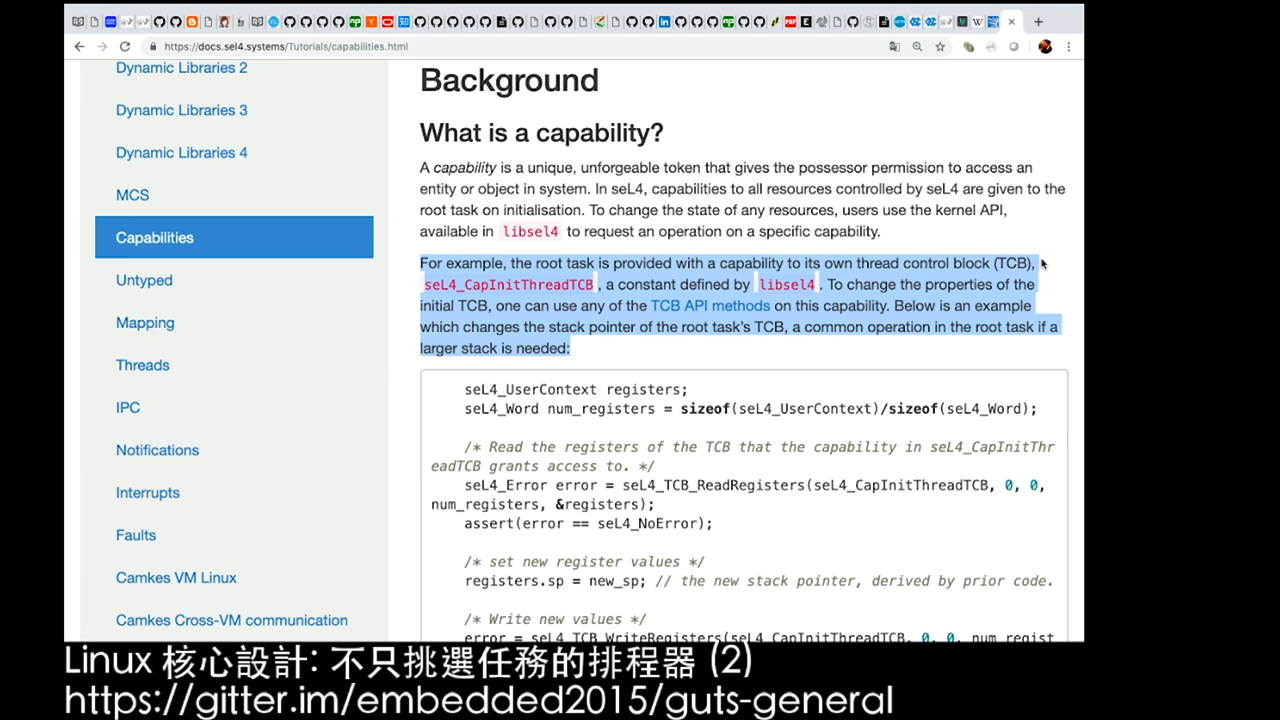 https://docs.sel4.systems/Tutorials/capabilities.html
Dynamic Libraries 2
Dynamic Libraries 3
Dynamic Libraries 4
MCS
Capabilities
Untyped
Mapping
Threads
IPC
Notifications
Interrupts
Faults
Camkes VM Linux
Camkes Cross-VM communication
Background
What is a capability?
A capability is a unique, unforgeable token that gives the possessor permission to access an
entity or object in system. In seL4, capabilities to all resources controlled by seL4 are given to the
root task on initialisation. To change the state of any resources, users use the kernel API,
available in libsel4 to request an operation on a specific capability.
For example, the root task is provided with a capability to its own thread control block (TCB),
seL4_CapInitThreadTCB, a constant defined by libsel4. To change the properties of the
initial TCB, one can use any of the TCB API methods on this capability. Below is an example
which changes the stack pointer of the root task's TCB, a common operation in the root task if a
larger stack is needed:
seL4_UserContext registers;
seL4_Word num_registers = sizeof(seL4_UserContext)/sizeof(seL4_Word);
/* Read the registers of the TCB that the capability in seL4_CapInitThr
eadTCB grants access to. */
seL4_Error error = seL4_TCB_ReadRegisters(seL4_CapInitThreadTCB, 0, 0,
num_registers, &registers);
assert(error == seL4_NoError);
/* set new register values */
registers.sp = new_sp; // the new stack pointer, derived by prior code.
/* Write new values */
error = seL4_TCB_WriteRegisters(seL4_CapInitThreadTCB, 0, 0, num_regist
Linux 核心設計: 不只挑選任務的排程器 (2)
https://gitter.im/embedded2015/guts-general